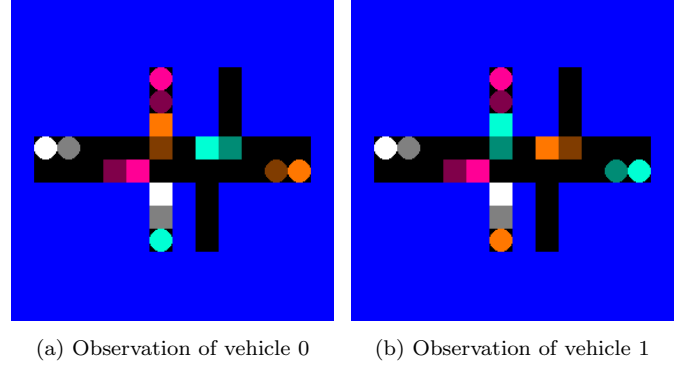 (a) Observation of vehicle 0
(b) Observation of vehicle 1